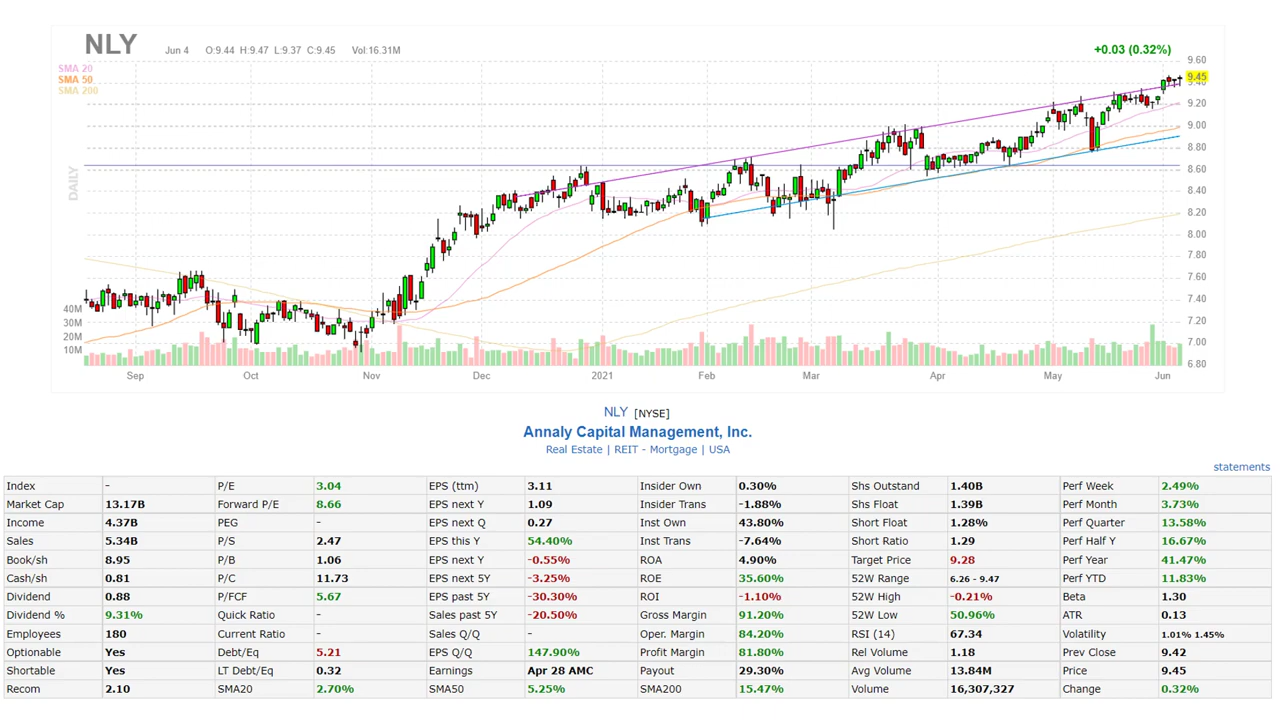 NLY Jun 4 O:9.44 H:9.47 L:9.37 C:9.45 Vol:16.31M +0.03 (0.32%)
SMA 20
SMA 50
SMA 200
DAILY
9.60
9.45
9.40
9.20
9.00
8.80
8.60
8.40
8.20
8.00
7.80
7.60
7.40
7.20
7.00
6.80
40M
30M
20M
10M
Sep Oct Nov Dec 2021 Feb Mar Apr May Jun
NLY [NYSE]
Annaly Capital Management, Inc.
Real Estate | REIT - Mortgage | USA
statements
Index - P/E 3.04 EPS (ttm) 3.11 Insider Own 0.30% Shs Outstand 1.40B Perf Week 2.49%
Market Cap 13.17B Forward P/E 8.66 EPS next Y 1.09 Insider Trans -1.88% Shs Float 1.39B Perf Month 3.73%
Income 4.37B PEG - EPS next Q 0.27 Inst Own 43.80% Short Float 1.28% Perf Quarter 13.58%
Sales 5.34B P/S 2.47 EPS this Y 54.40% Inst Trans -7.64% Short Ratio 1.29 Perf Half Y 16.67%
Book/sh 8.95 P/B 1.06 EPS next Y -0.55% ROA 4.90% Target Price 9.28 Perf Year 41.47%
Cash/sh 0.81 P/C 11.73 EPS next 5Y -3.25% ROE 35.60% 52W Range 6.26 - 9.47 Perf YTD 11.83%
Dividend 0.88 P/FCF 5.67 EPS past 5Y -30.30% ROI -1.10% 52W High -0.21% Beta 1.30
Dividend % 9.31% Quick Ratio - Sales past 5Y -20.50% Gross Margin 91.20% 52W Low 50.96% ATR 0.13
Employees 180 Current Ratio - Sales Q/Q - Oper. Margin 84.20% RSI (14) 67.34 Volatility 1.01% 1.45%
Optionable Yes Debt/Eq 5.21 EPS Q/Q 147.90% Profit Margin 81.80% Rel Volume 1.18 Prev Close 9.42
Shortable Yes LT Debt/Eq 0.32 Earnings Apr 28 AMC Payout 29.30% Avg Volume 13.84M Price 9.45
Recom 2.10 SMA20 2.70% SMA50 5.25% SMA200 15.47% Volume 16,307,327 Change 0.32%